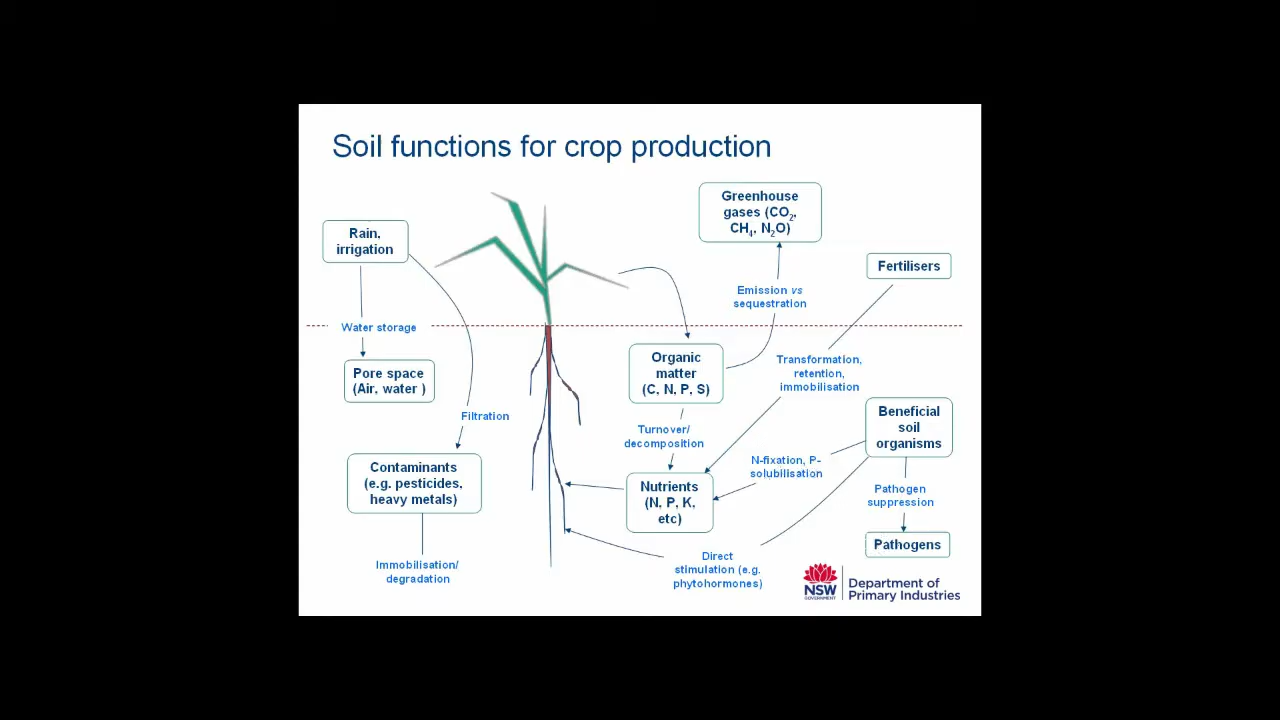 Soil functions for crop production
Greenhouse
gases (CO₂,
CH₄, N₂O)
Rain,
irrigation
Fertilisers
Emission vs
sequestration
Water storage
Organic
matter
(C, N, P, S)
Transformation,
retention,
immobilisation
Pore space
(Air, water )
Filtration
Beneficial
soil
organisms
Turnover/
decomposition
Contaminants
(e.g. pesticides,
heavy metals)
N-fixation, P-
solubilisation
Nutrients
(N, P, K,
etc)
Pathogen
suppression
Pathogens
Immobilisation/
degradation
Direct
stimulation (e.g.
phytohormones)
NSW
GOVERNMENT
Department of
Primary Industries